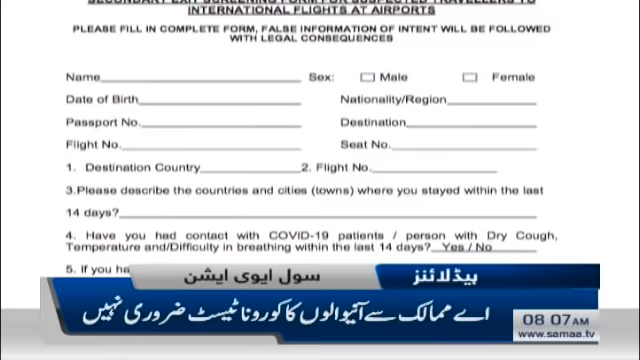 SECONDARY EXIT SCREENING FORM FOR SUSPECTED TRAVELLERS TO
INTERNATIONAL FLIGHTS AT AIRPORTS
PLEASE FILL IN COMPLETE FORM, FALSE INFORMATION OF INTENT WILL BE FOLLOWED
WITH LEGAL CONSEQUENCES
Name Sex: Male Female
Date of Birth Nationality/Region
Passport No. Destination
Flight No. Seat No.
1. Destination Country 2. Flight No.
3.Please describe the countries and cities (towns) where you stayed within the last
14 days?
4. Have you had contact with COVID-19 patients / person with Dry Cough,
Temperature and/Difficulty in breathing within the last 14 days? Yes / No
5. If you ha
سول ایوی ایشن
ہیڈلائنز
اے ممالک سے آنیوالوں کا کورونا ٹیسٹ ضروری نہیں
08 07 AM
www.samaa.tv